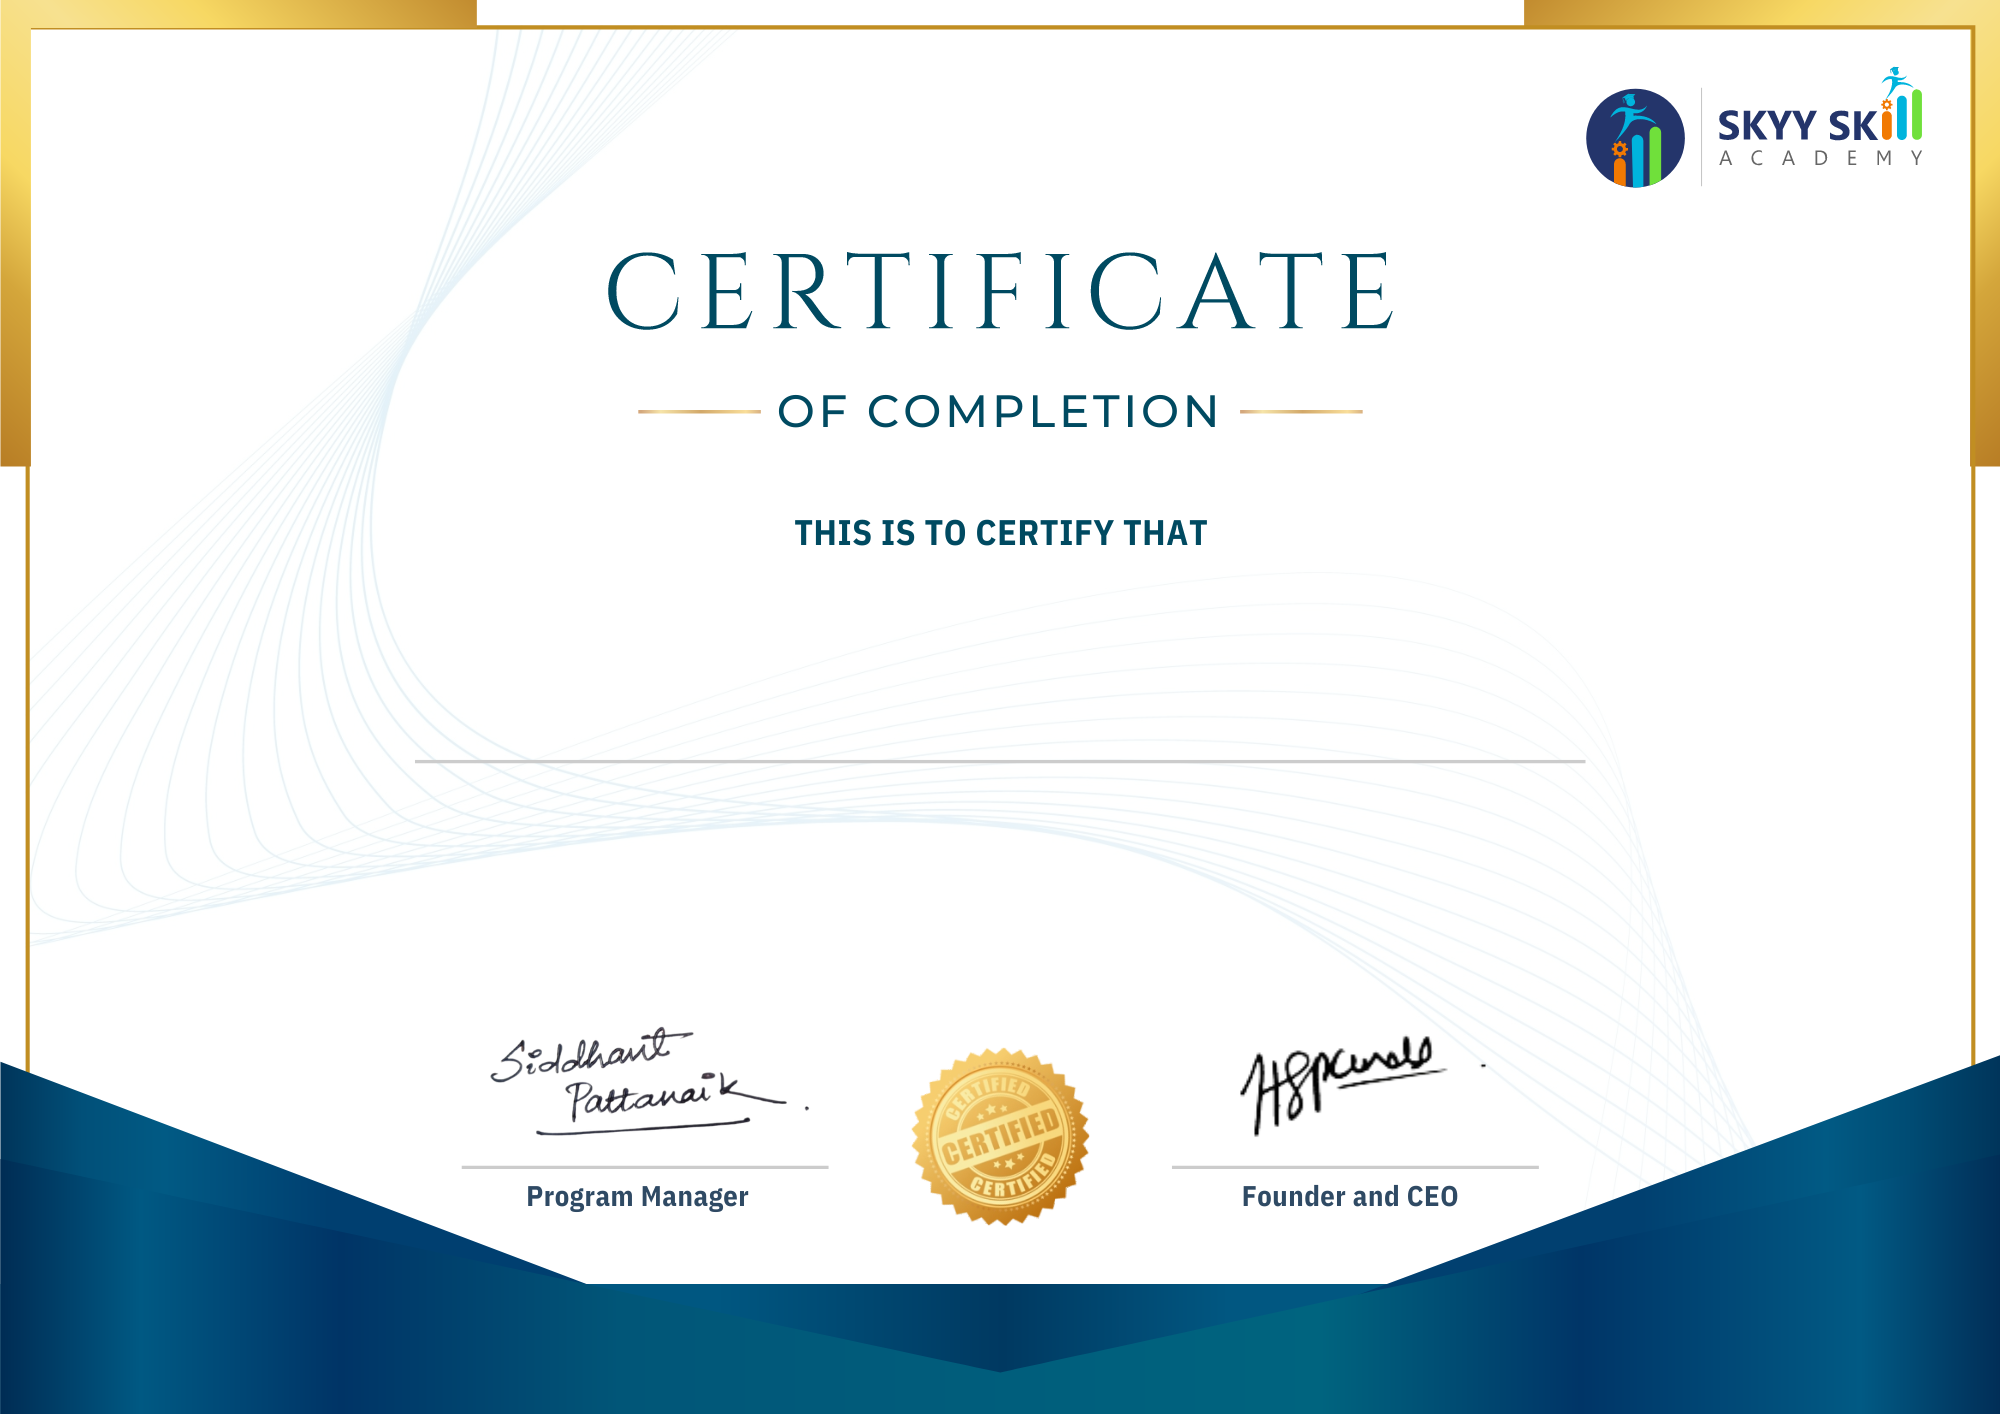 SKYY SKill
ACADEMY
CERTIFICATE
OF COMPLETION
THIS IS TO CERTIFY THAT
Siddhant
Pattanaik
CERTIFIED
CERTIFIED
CERTIFIED
Program Manager
Founder and CEO